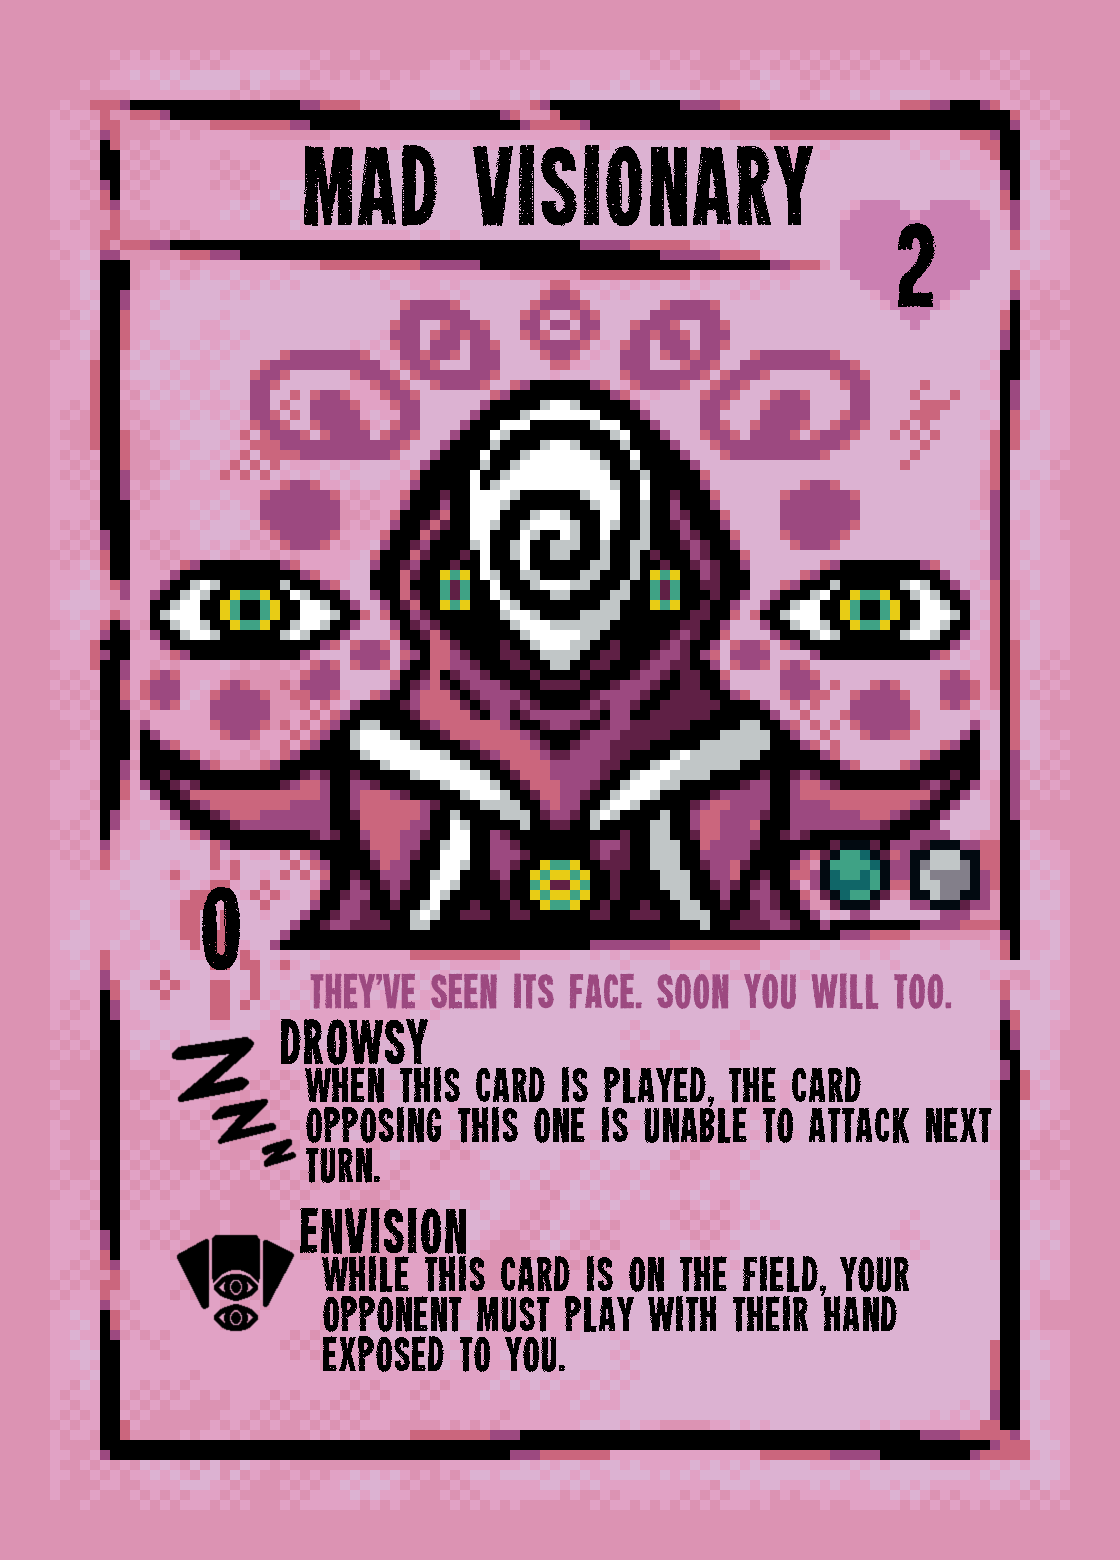 MAD VISIONARY
2
0
THEY'VE SEEN ITS FACE. SOON YOU WILL TOO.
DROWSY
WHEN THIS CARD IS PLAYED, THE CARD
OPPOSING THIS ONE IS UNABLE TO ATTACK NEXT
TURN.
ENVISION
WHILE THIS CARD IS ON THE FIELD, YOUR
OPPONENT MUST PLAY WITH THEIR HAND
EXPOSED TO YOU.